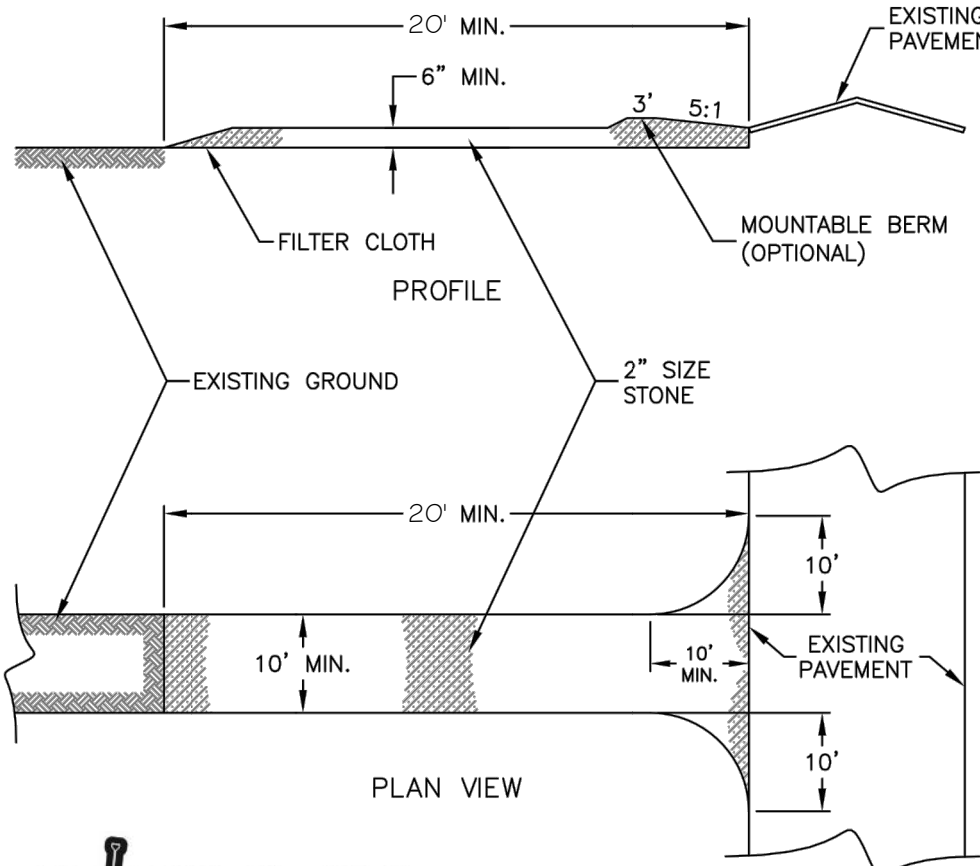 20' MIN.
EXISTING
6" MIN.
3'
5:1
MOUNTABLE BERM
(OPTIONAL)
FILTER CLOTH
PROFILE
EXISTING GROUND
2" SIZE
STONE
20' MIN.
10'
10' MIN.
10'
MIN.
EXISTING
PAVEMENT
10'
PLAN VIEW